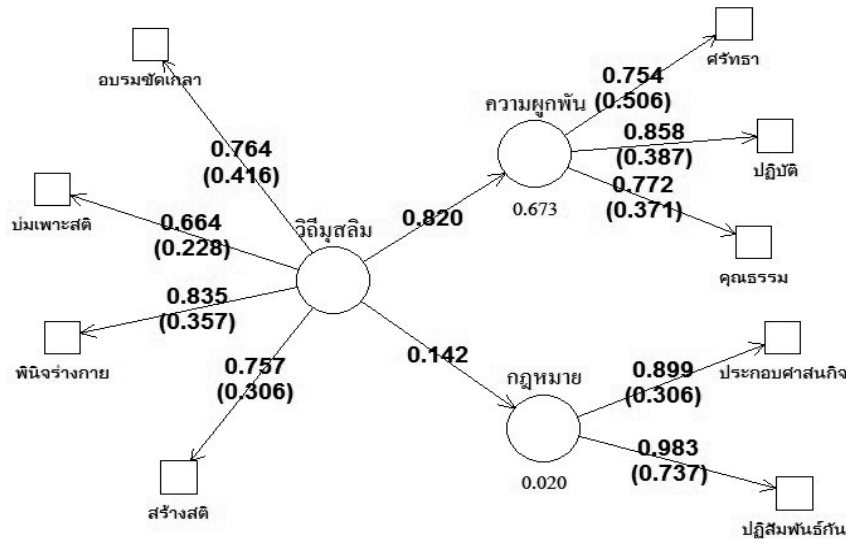 อบรมขัดเกลา
0.764
(0.416)
บ่มเพาะสติ
0.664
(0.228)
พินิจร่างกาย
0.835
(0.357)
สร้างสติ
0.757
(0.306)
วิถีมุสลิม
0.820
0.142
ความผูกพัน
0.673
ศรัทธา
0.754
(0.506)
ปฏิบัติ
0.858
(0.387)
คุณธรรม
0.772
(0.371)
กฎหมาย
0.020
ประกอบศาสนกิจ
0.899
(0.306)
ปฏิสัมพันธ์กัน
0.983
(0.737)